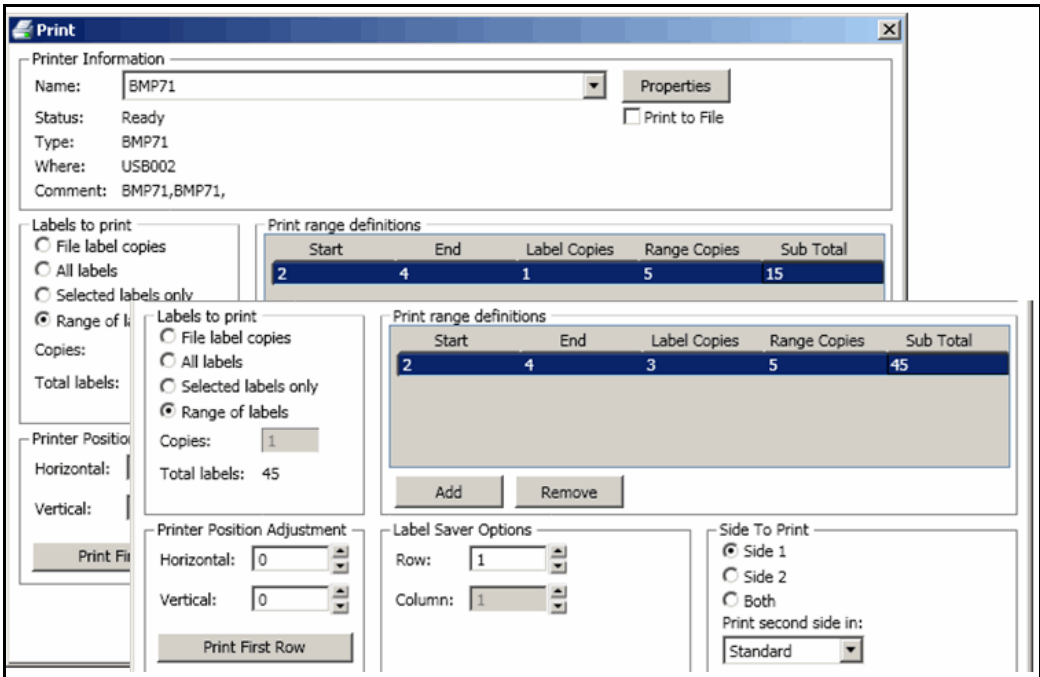 Print
Printer Information
Name: BMP71 Properties
Status: Ready Print to File
Type: BMP71
Where: USB002
Comment: BMP71,BMP71,
Labels to print
File label copies
All labels
Selected labels only
Range of
Copies:
Total labels:
Print range definitions
Start End Label Copies Range Copies Sub Total
2 4 1 5 15
Printer
Horizontal:
Vertical:
Print
Labels to print
File label copies
All labels
Selected labels only
Range of labels
Copies: 1
Total labels: 45
Print range definitions
Start End Label Copies Range Copies Sub Total
2 4 3 5 45
Add Remove
Printer Position Adjustment
Horizontal: 0
Vertical: 0
Print First Row
Label Saver Options
Row: 1
Column: 1
Side To Print
Side 1
Side 2
Both
Print second side in:
Standard